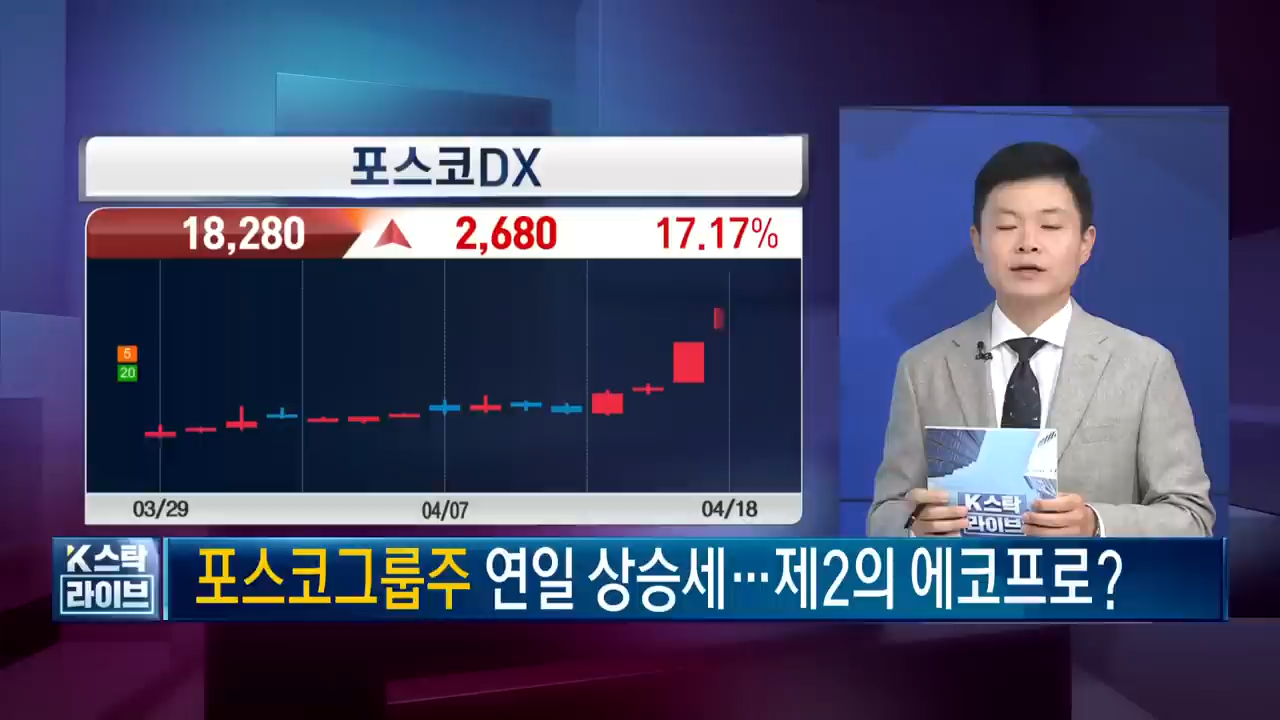 포스코DX
18,280 ▲ 2,680 17.17%
5
20
03/29 04/07 04/18
K스탁
라이브
K스탁
라이브
포스코그룹주 연일 상승세…제2의 에코프로?